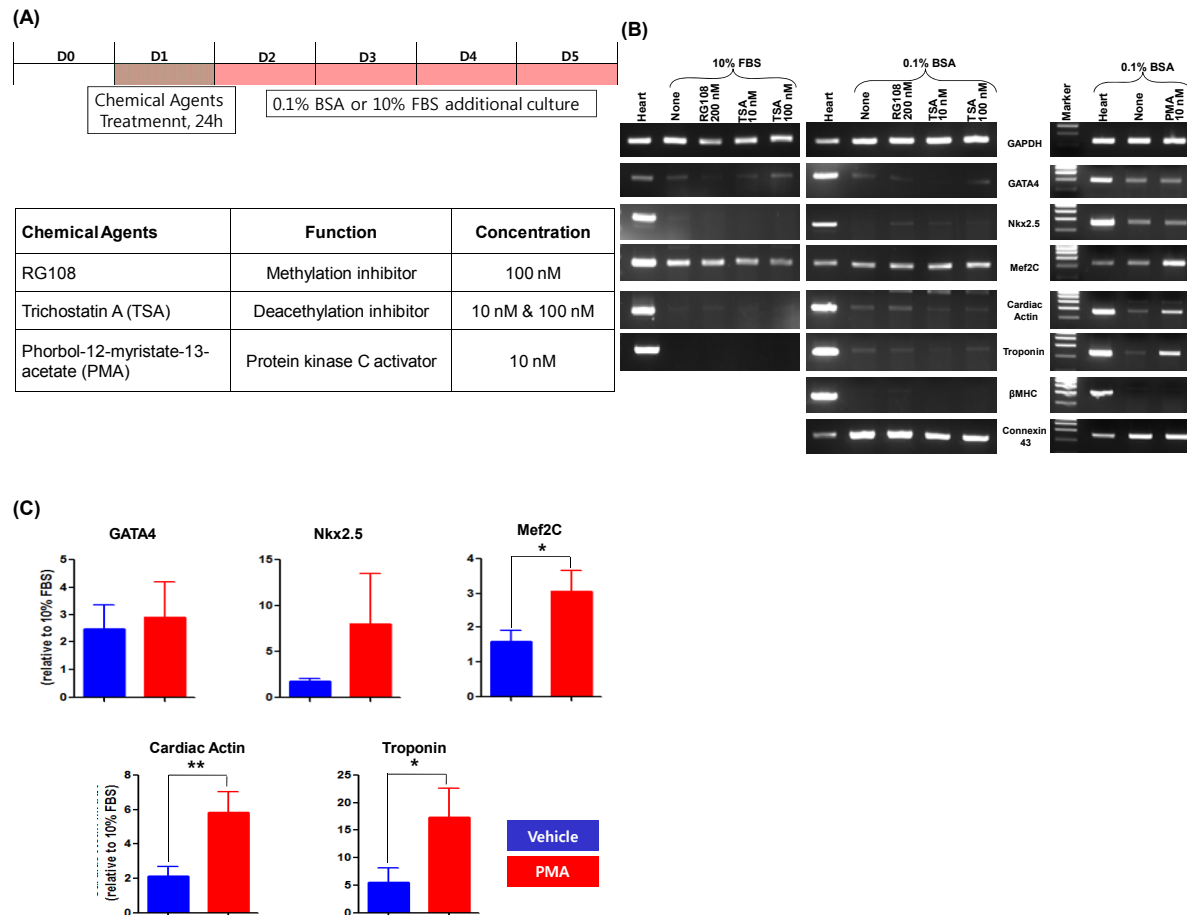 (A)
D0 D1 D2 D3 D4 D5
Chemical Agents
Treatmennt, 24h
0.1% BSA or 10% FBS additional culture
Chemical Agents Function Concentration
RG108 Methylation inhibitor 100 nM
Trichostatin A (TSA) Deacethylation inhibitor 10 nM & 100 nM
Phorbol-12-myristate-13-
acetate (PMA) Protein kinase C activator 10 nM
(B)
10% FBS
Heart
None
RG108
200 nM
TSA
10 nM
TSA
100 nM
0.1% BSA
Heart
None
RG108
200 nM
TSA
10 nM
TSA
100 nM
0.1% BSA
Marker
Heart
None
PMA
10 nM
GAPDH
GATA4
Nkx2.5
Mef2C
Cardiac
Actin
Troponin
βMHC
Connexin
43
(C)
GATA4
(relative to 10% FBS)
5
4
3
2
1
0
Nkx2.5
15
10
5
0
Mef2C
*
4
3
2
1
0
Cardiac Actin
**
(relative to 10% FBS)
8
6
4
2
0
Troponin
*
25
20
15
10
5
0
Vehicle
PMA